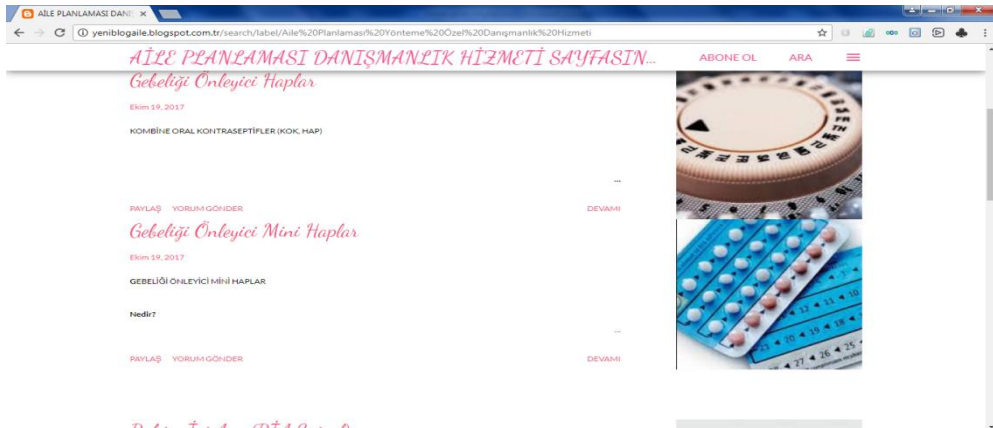 AİLE PLANLAMASI DANI
yeniblogaile.blogspot.com.tr/search/label/Aile%20Planlaması%20Yönteme%20Özel%20Danışmanlık%20Hizmeti
AİLE PLANLAMASI DANIŞMANLIK HİZMETİ SAYFASIN...
ABONE OL ARA
Gebeliği Önleyici Haplar
Ekim 19, 2017
KOMBİNE ORAL KONTRASEPTİFLER (KOK, HAP)
...
PAYLAŞ YORUM GÖNDER DEVAMI
Gebeliği Önleyici Mini Haplar
Ekim 19, 2017
GEBELİĞİ ÖNLEYİCİ MİNİ HAPLAR
Nedir?
...
PAYLAŞ YORUM GÖNDER DEVAMI